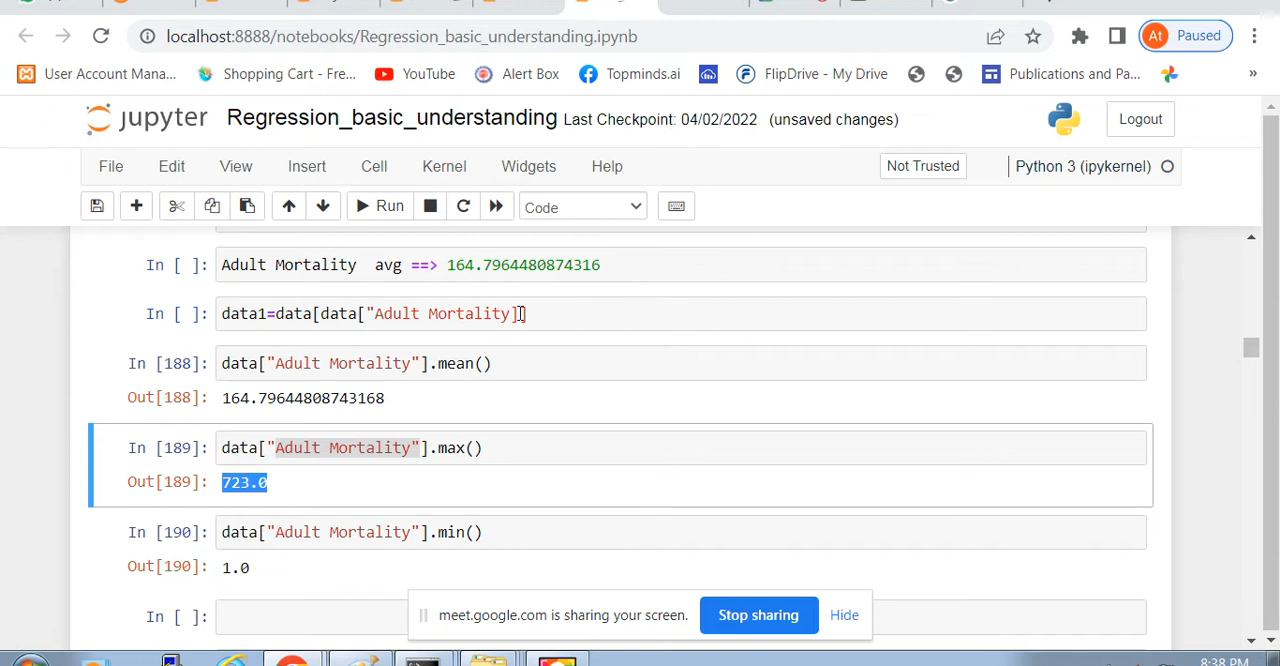 localhost:8888/notebooks/Regression_basic_understanding.ipynb
At Paused
User Account Mana... Shopping Cart - Fre... YouTube Alert Box Topminds.ai FlipDrive - My Drive Publications and Pa... »
jupyter Regression_basic_understanding Last Checkpoint: 04/02/2022 (unsaved changes) Logout
File Edit View Insert Cell Kernel Widgets Help Not Trusted Python 3 (ipykernel)
Run Code
In [ ]: Adult Mortality avg ==> 164.7964480874316
In [ ]: data1=data[data["Adult Mortality]]
In [188]: data["Adult Mortality"].mean()
Out[188]: 164.79644808743168
In [189]: data["Adult Mortality"].max()
Out[189]: 723.0
In [190]: data["Adult Mortality"].min()
Out[190]: 1.0
In [ ]:
meet.google.com is sharing your screen. Stop sharing Hide
8:38 PM